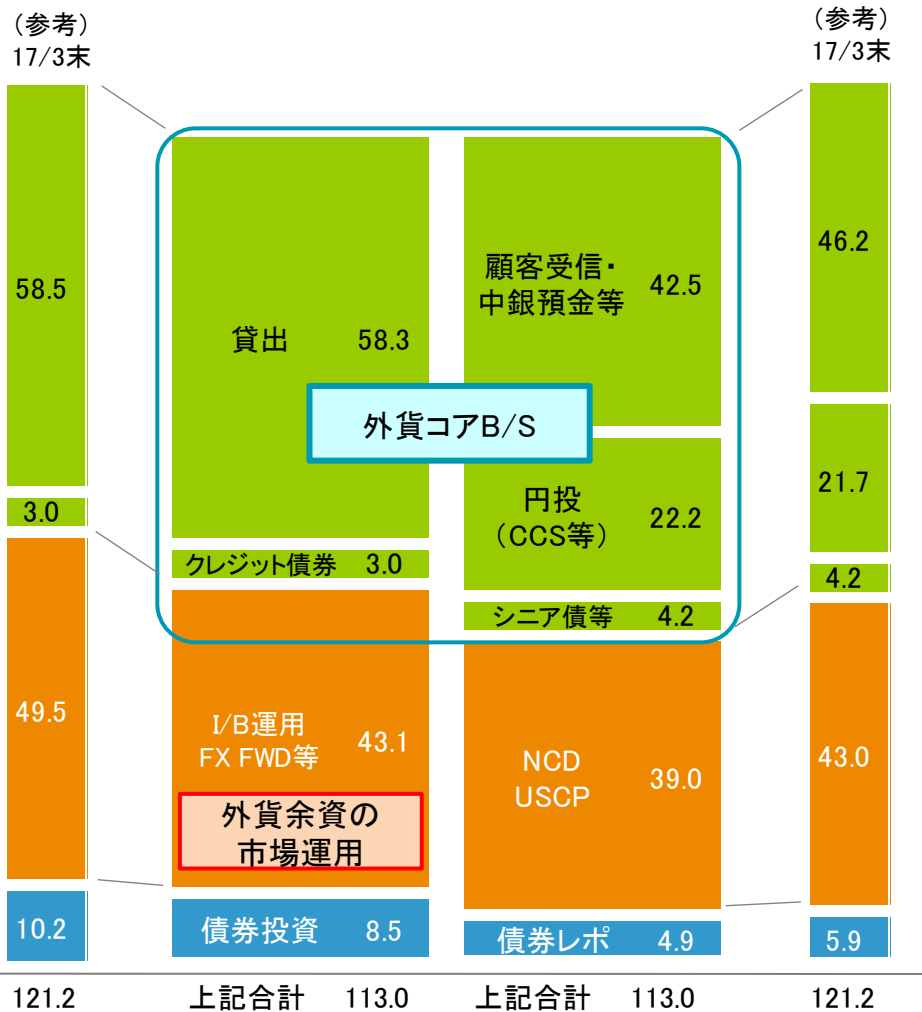 （参考）
17/3末
58.5
3.0
49.5
10.2
121.2
貸出 58.3
クレジット債券 3.0
I/B運用
FX FWD等 43.1
外貨余資の
市場運用
債券投資 8.5
上記合計 113.0
外貨コアB/S
顧客受信・
中銀預金等 42.5
円投
（CCS等） 22.2
シニア債等 4.2
NCD
USCP 39.0
債券レポ 4.9
上記合計 113.0
（参考）
17/3末
46.2
21.7
4.2
43.0
5.9
121.2